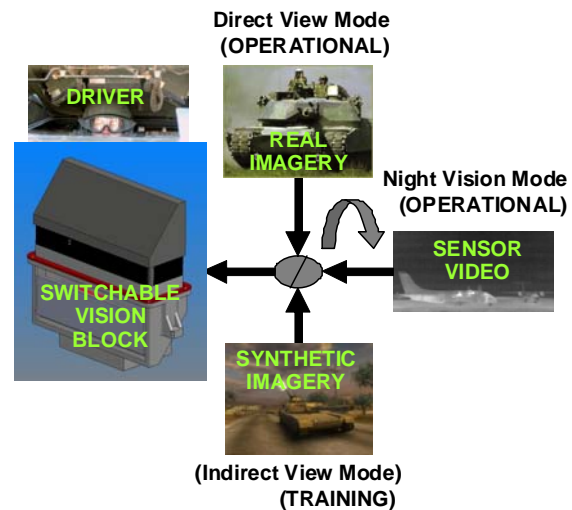 Direct View Mode
(OPERATIONAL)
DRIVER
REAL
IMAGERY
Night Vision Mode
(OPERATIONAL)
SENSOR
VIDEO
SWITCHABLE
VISION
BLOCK
SYNTHETIC
IMAGERY
(Indirect View Mode)
(TRAINING)